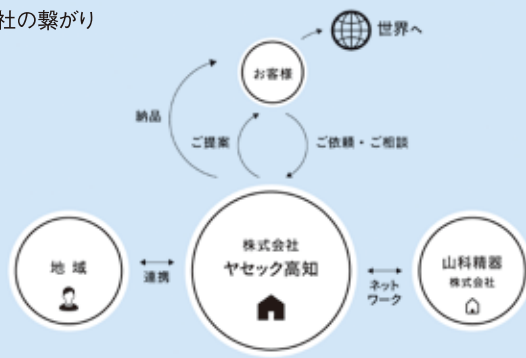 社の繋がり
世界へ
お客様
納品
ご提案
ご依頼・ご相談
地域
連携
株式会社
ヤセック高知
ネット
ワーク
山科精器
株式会社